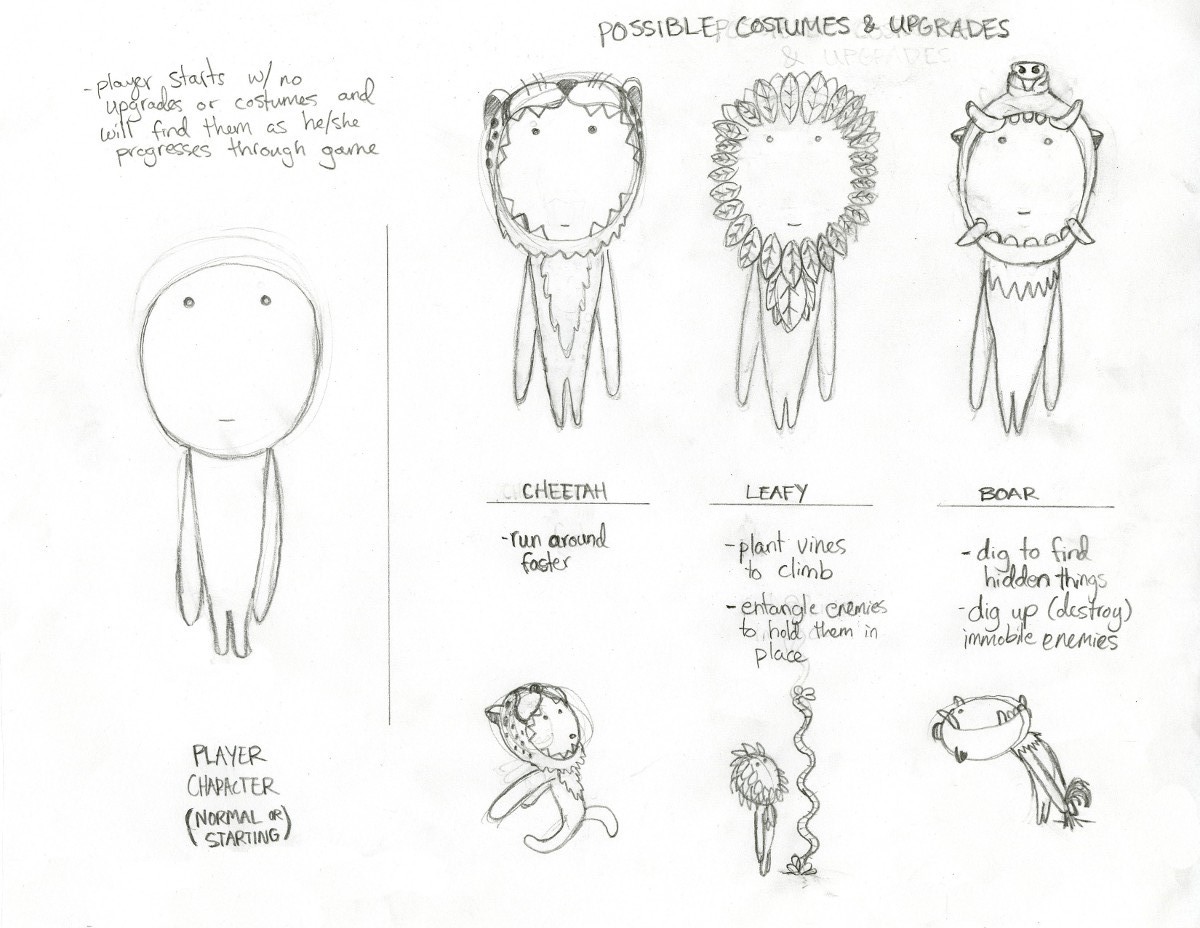 POSSIBLE COSTUMES & UPGRADES
& UPGRADES
-player starts w/ no
upgrades or costumes and
will find them as he/she
progresses through game
PLAYER
CHARACTER
(NORMAL OR
STARTING)
CHEETAH
-run around
faster
LEAFY
-plant vines
to climb
-entangle enemies
to hold them in
place
BOAR
-dig to find
hidden things
-dig up (destroy)
immobile enemies